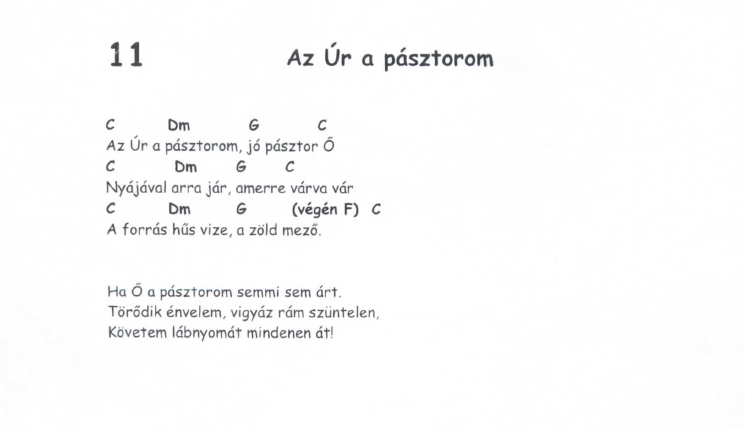 11 Az Úr a pásztorom
C Dm G C
Az Úr a pásztorom, jó pásztor Ő
C Dm G C
Nyájával arra jár, amerre várva vár
C Dm G (végén F) C
A forrás hűs vize, a zöld mező.
Ha Ő a pásztorom semmi sem árt.
Törődik énvelem, vigyáz rám szüntelen,
Követem lábnyomát mindenen át!